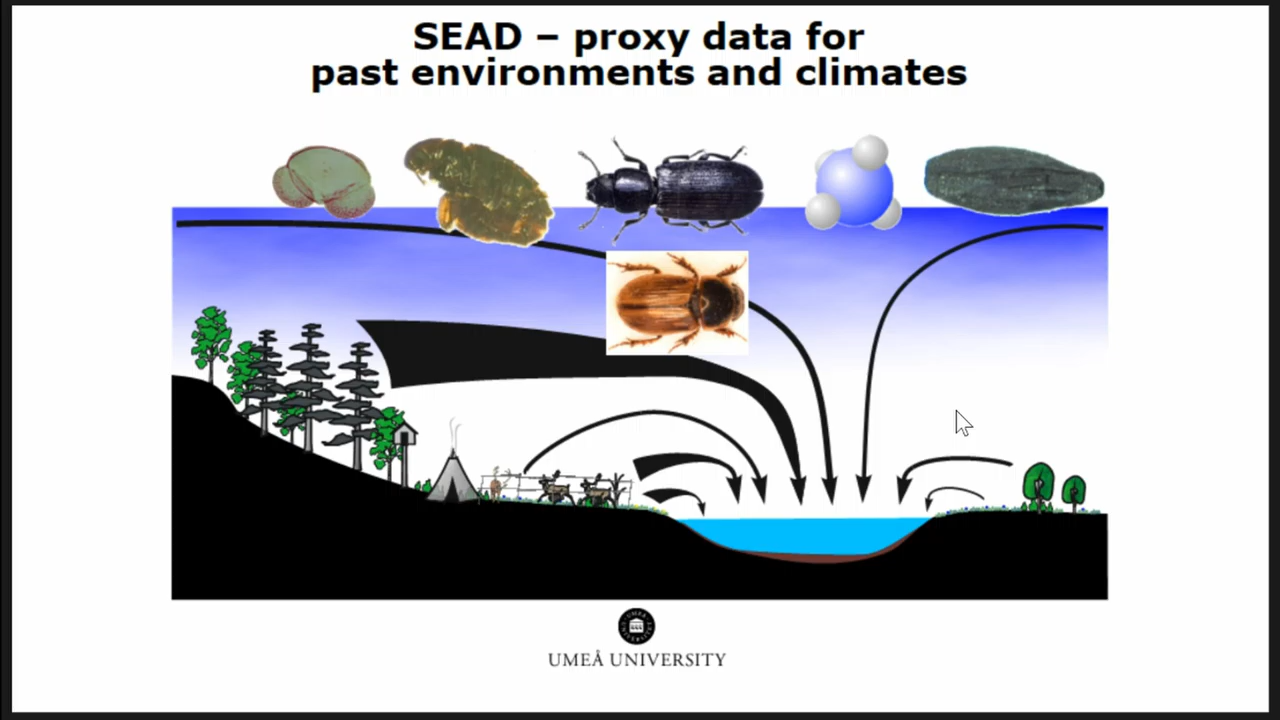 SEAD – proxy data for
past environments and climates
UMEÅ UNIVERSITY